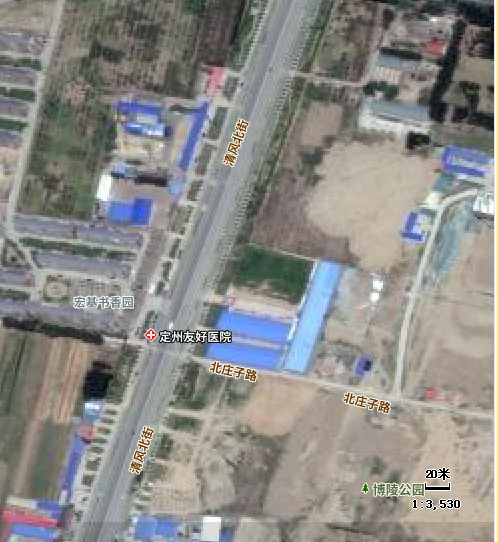 清风北街
宏基书香园
定州友好医院
北庄子路
北庄子路
清风北街
20米
博陵公园
1:3,530